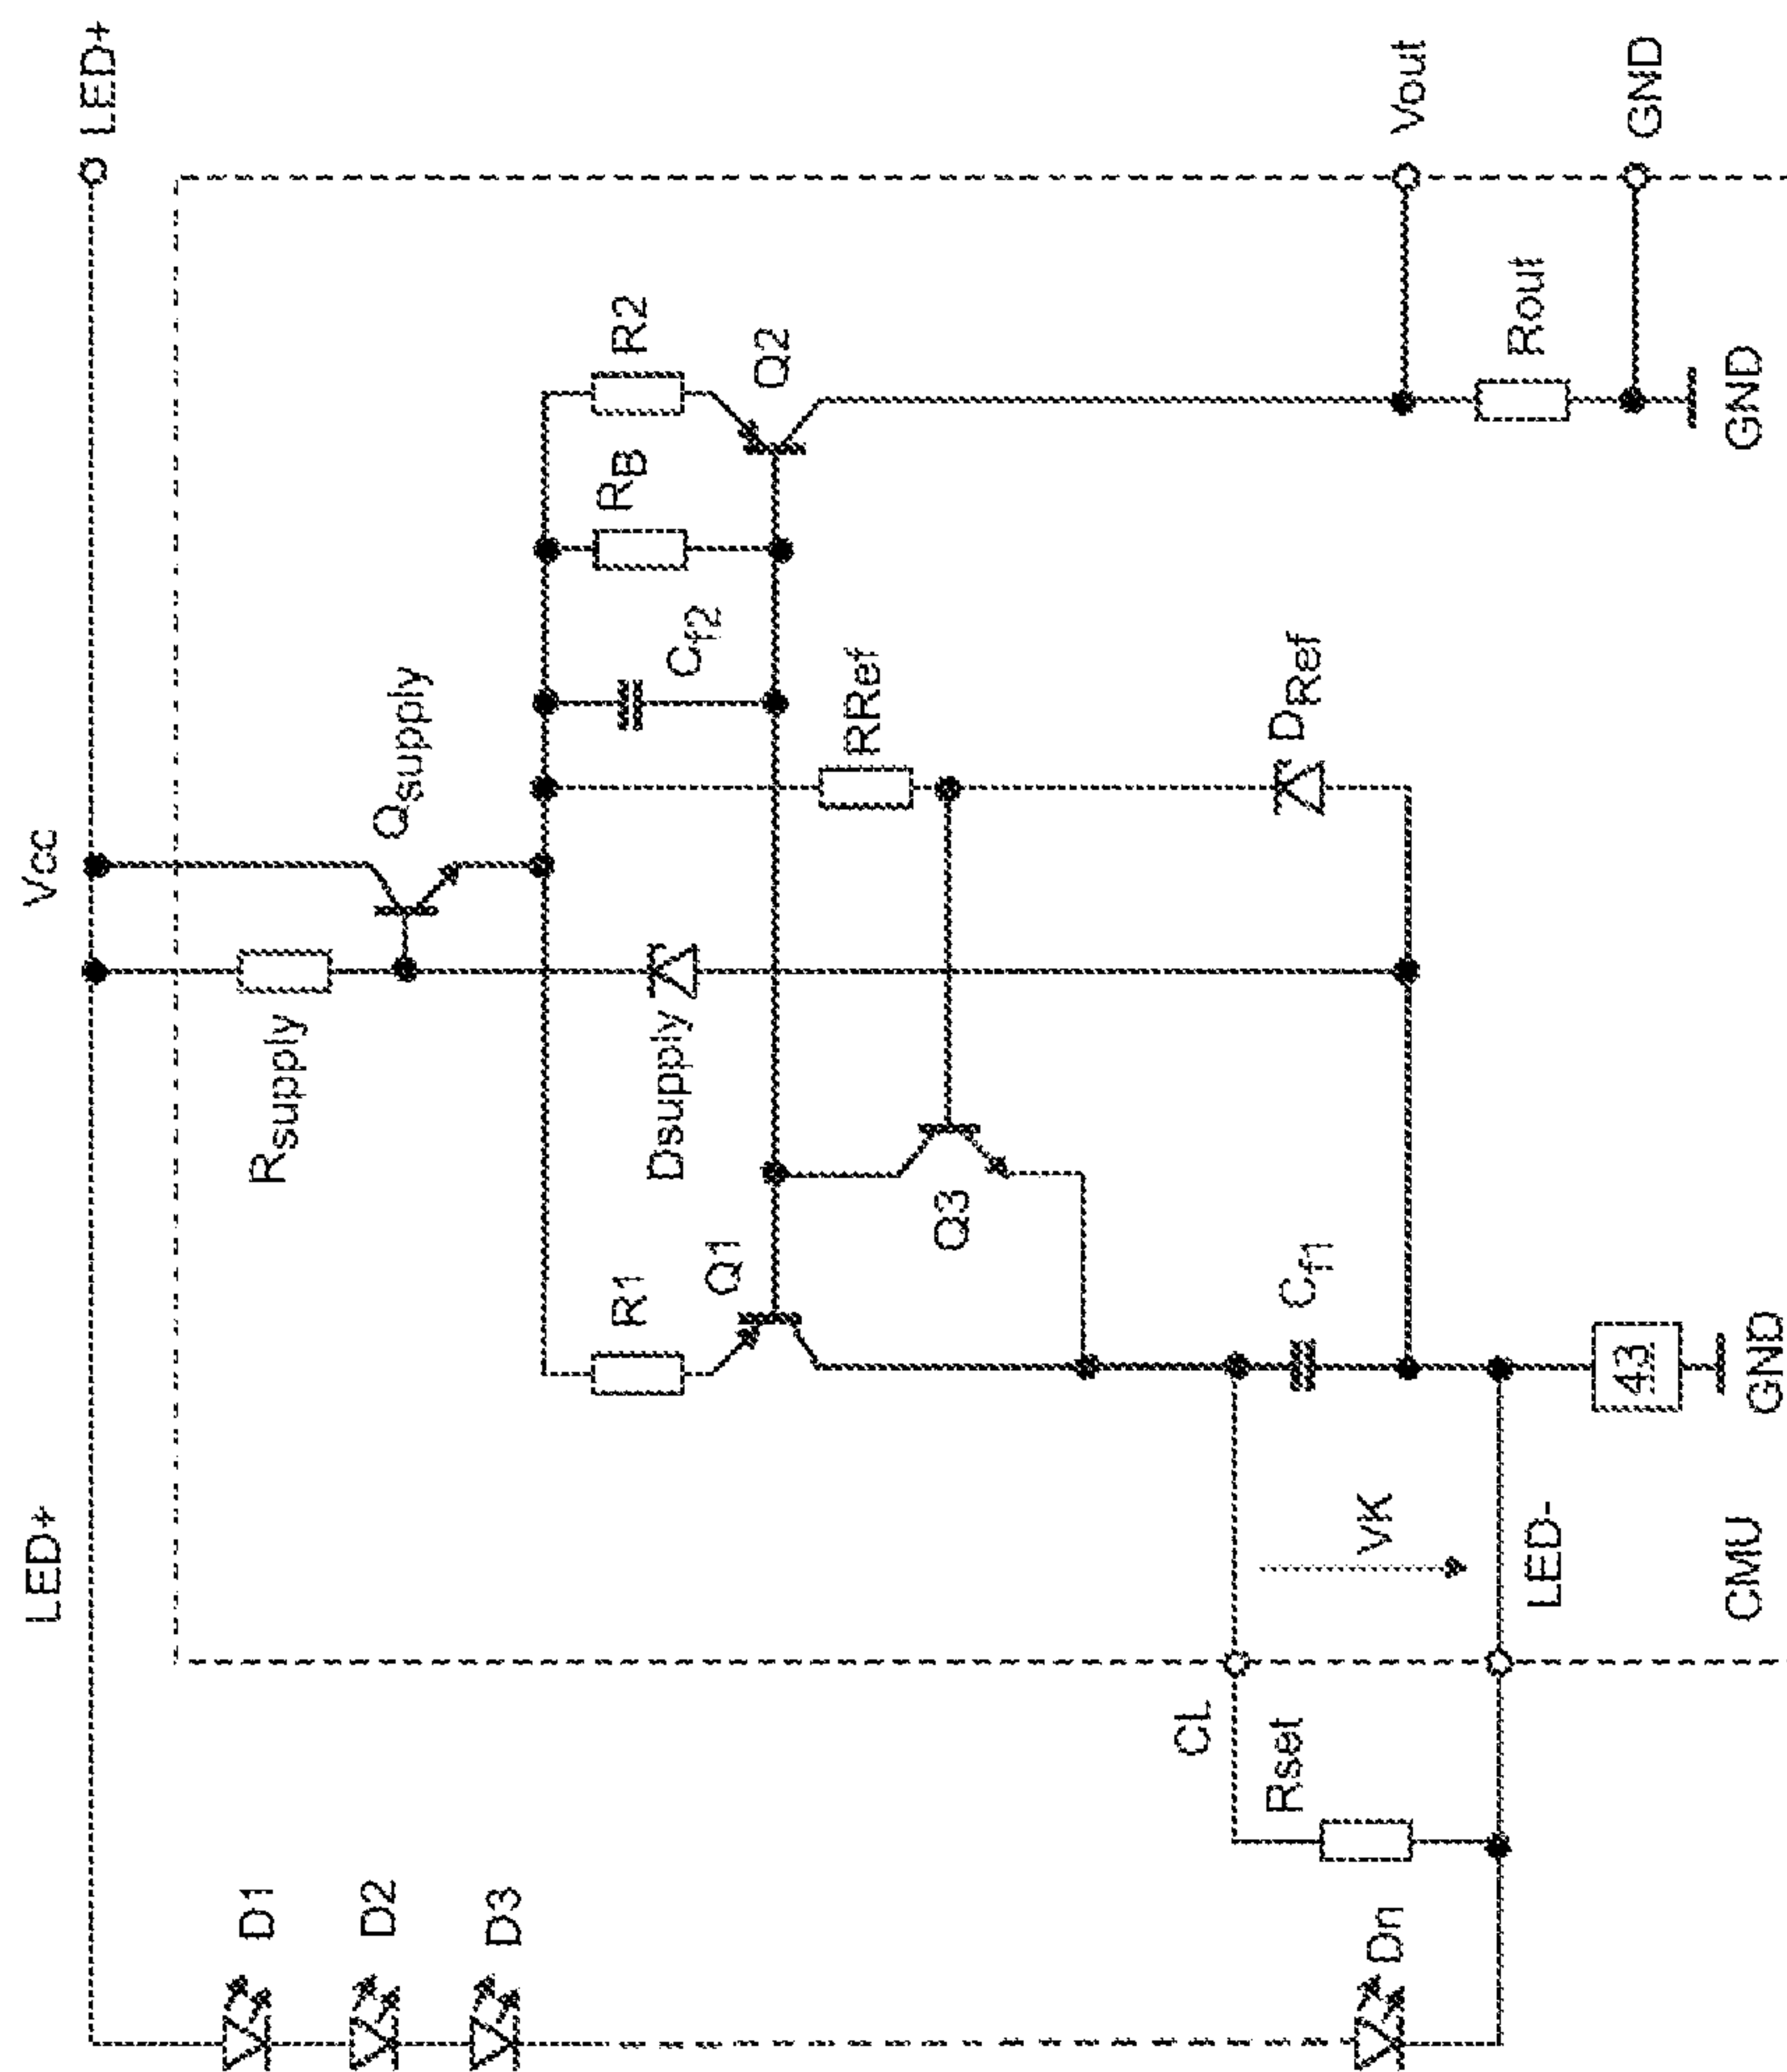 LED+
Vcc
LED+
D1
D2
D3
Dn
Rsupply
Qsupply
Dsupply
R1
Q1
Q3
Cf2
RB
R2
Q2
RRef
DRef
Cf1
CL
Rset
VK
LED-
CMU
43
GND
Vout
Rout
GND
GND